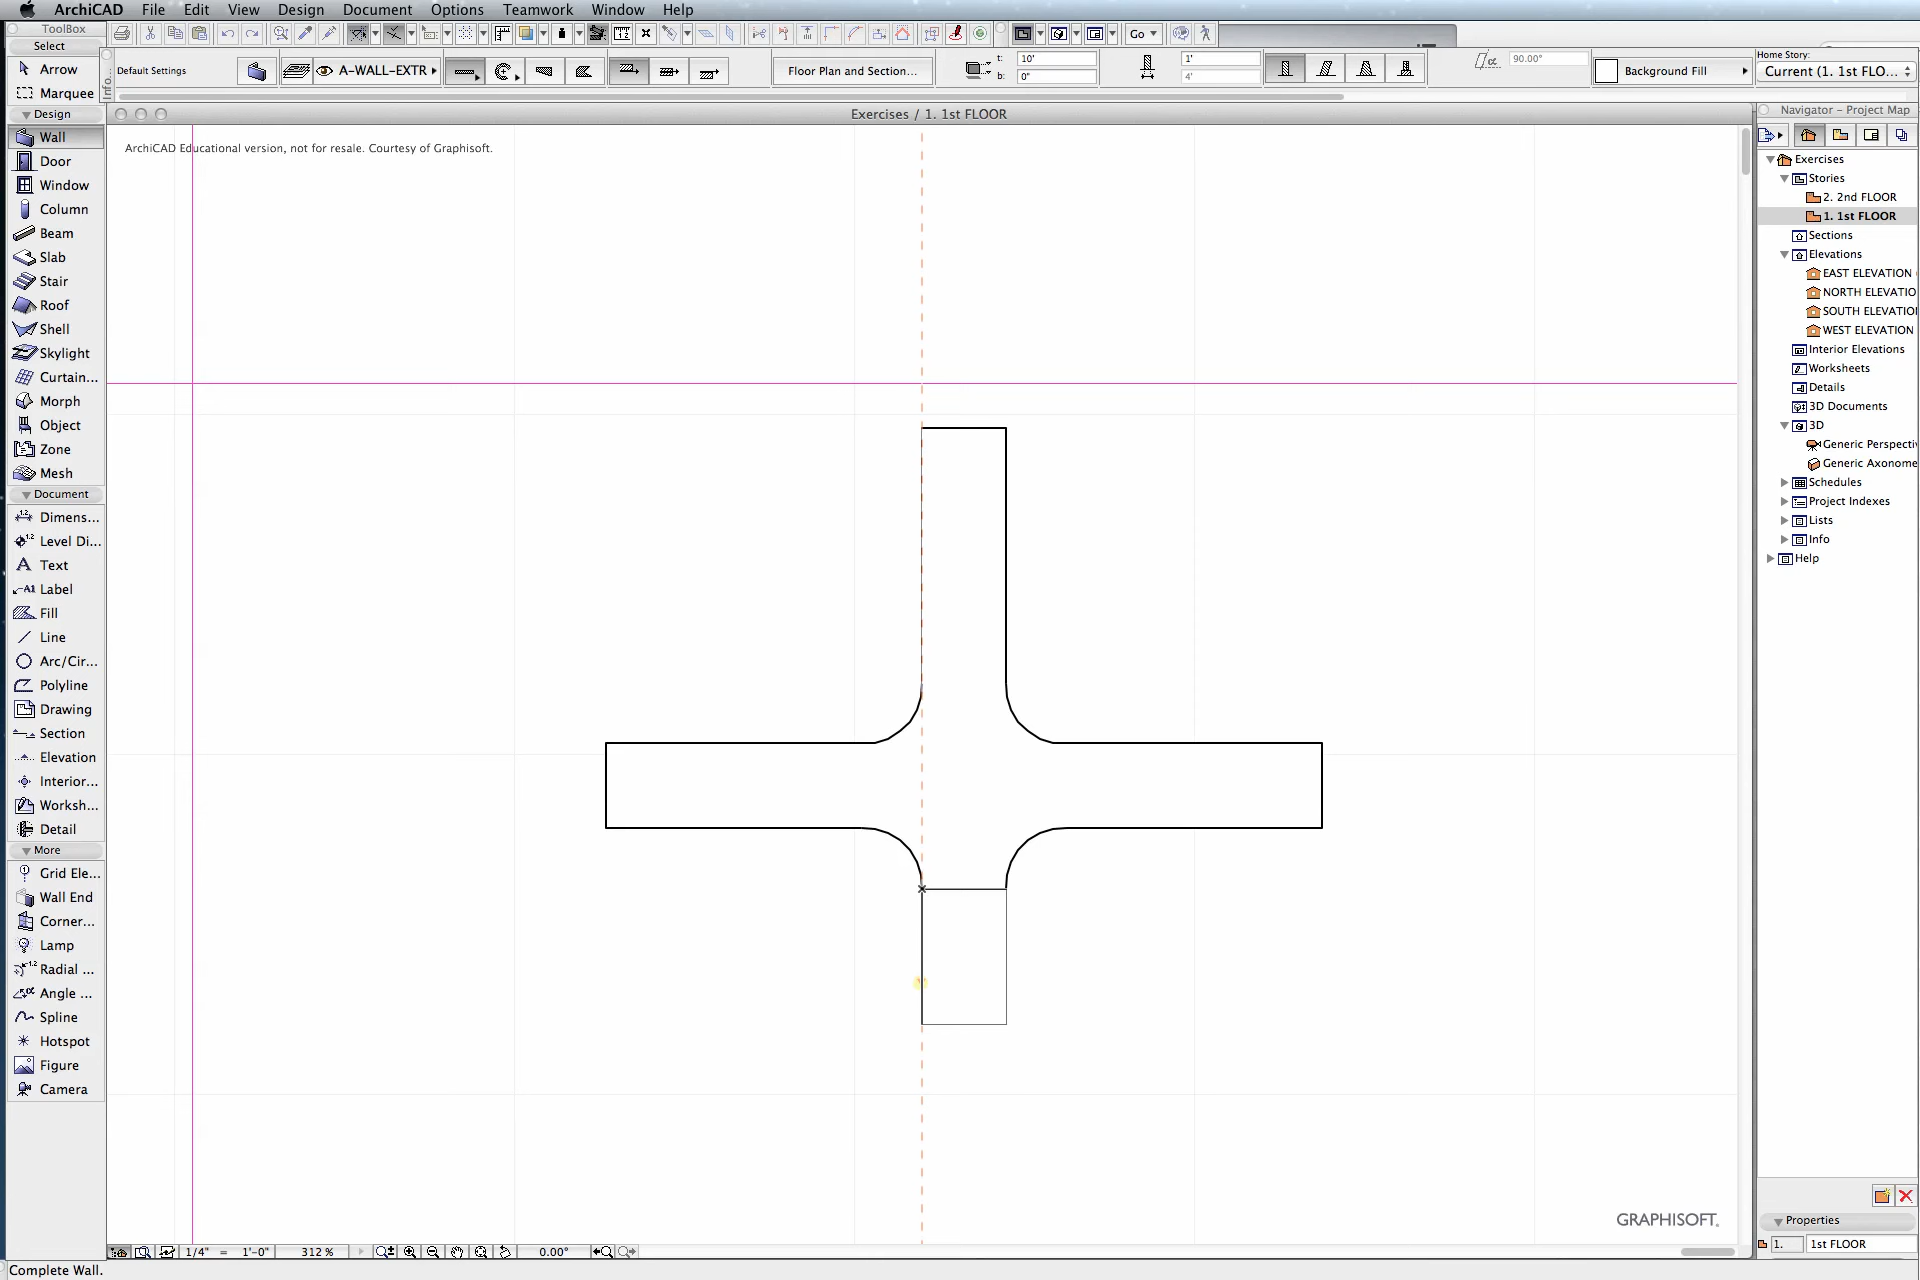 ArchiCAD File Edit View Design Document Options Teamwork Window Help
ToolBox
Select
Arrow
Marquee
Design
Wall
Door
Window
Column
Beam
Slab
Stair
Roof
Shell
Skylight
Curtain...
Morph
Object
Zone
Mesh
Document
Dimens...
Level Di...
Text
Label
Fill
Line
Arc/Cir...
Polyline
Drawing
Section
Elevation
Interior...
Worksh...
Detail
More
Grid Ele...
Wall End
Corner...
Lamp
Radial ...
Angle ...
Spline
Hotspot
Figure
Camera
Go
Info...
Default Settings
A-WALL-EXTR
Floor Plan and Section...
t: 10'
b: 0"
1'
4'
α 90.00°
Background Fill
Home Story:
Current (1. 1st FLO...
Exercises / 1. 1st FLOOR
ArchiCAD Educational version, not for resale. Courtesy of Graphisoft.
GRAPHISOFT.
Navigator - Project Map
Exercises
Stories
2. 2nd FLOOR
1. 1st FLOOR
Sections
Elevations
EAST ELEVATION (
NORTH ELEVATIO
SOUTH ELEVATIO
WEST ELEVATION
Interior Elevations
Worksheets
Details
3D Documents
3D
Generic Perspecti
Generic Axonome
Schedules
Project Indexes
Lists
Info
Help
Properties
1. 1st FLOOR
1/4" = 1'-0" 312 % 0.00°
Complete Wall.